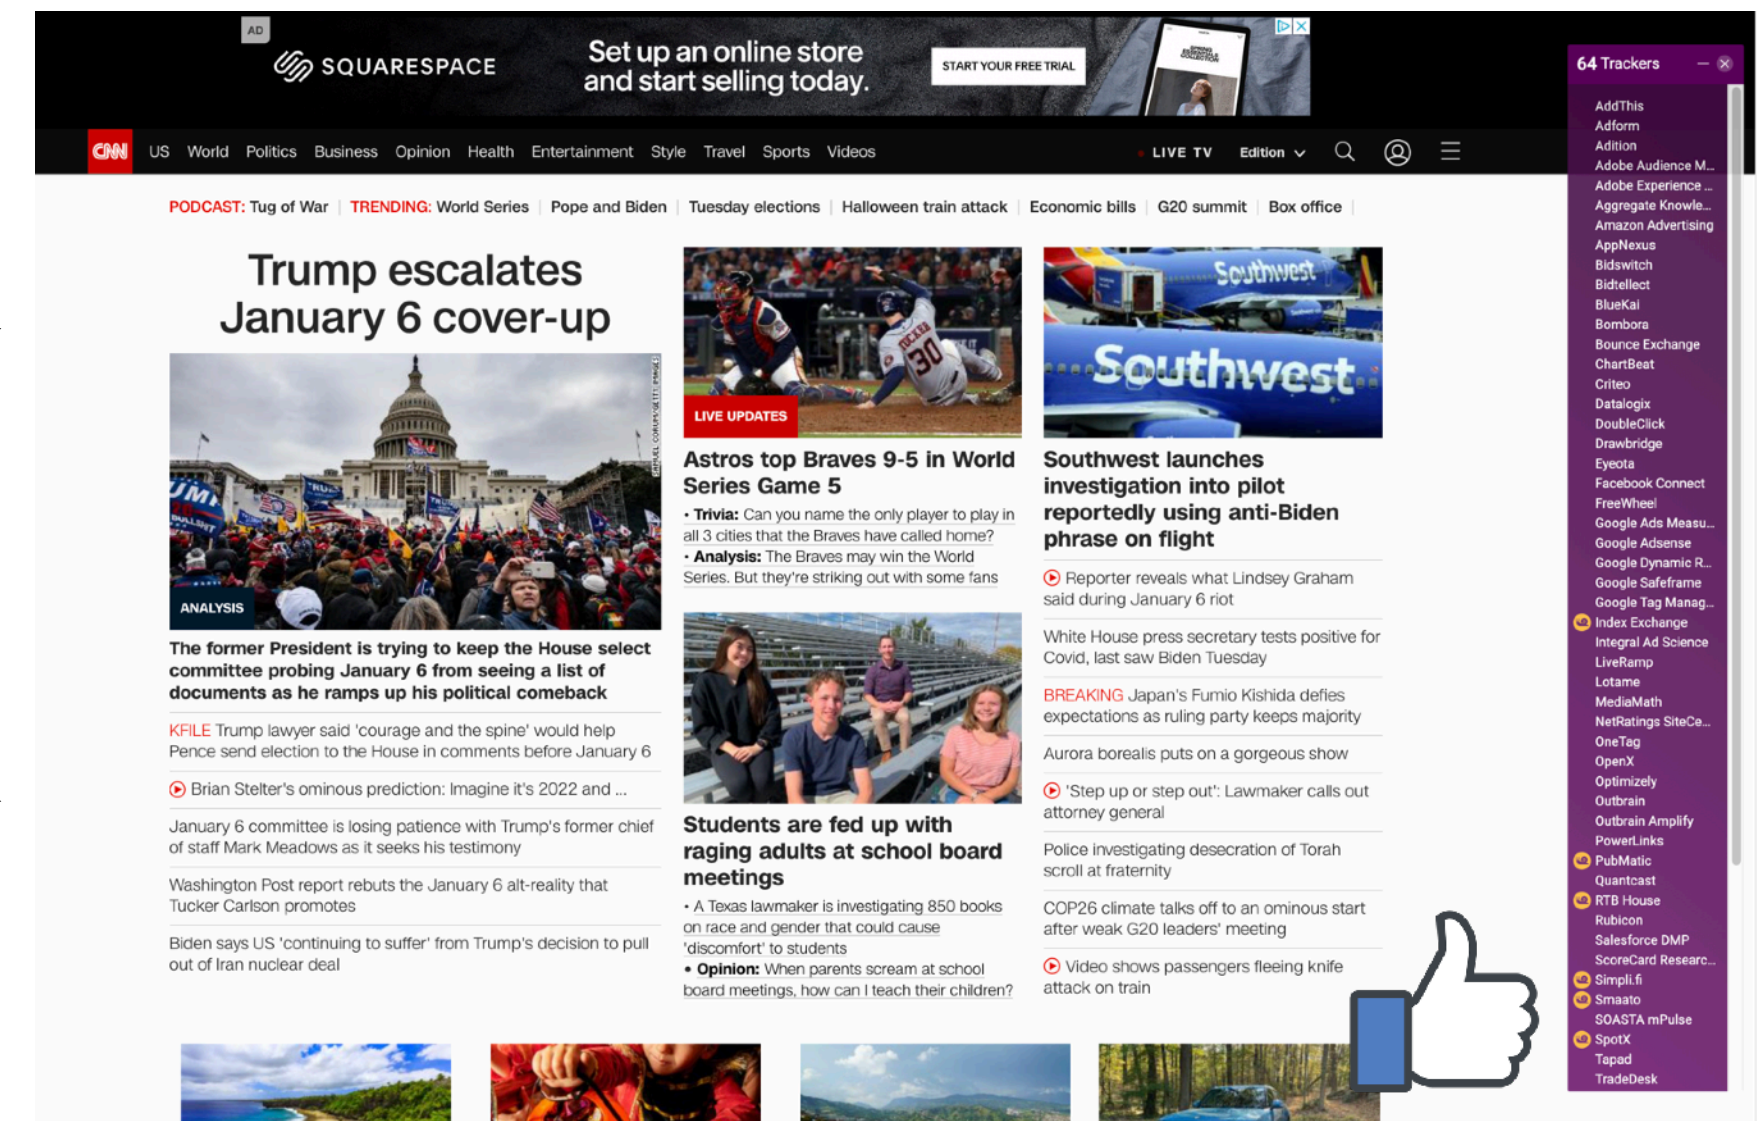 AD
SQUARESPACE
Set up an online store
and start selling today.
START YOUR FREE TRIAL
CNN
US World Politics Business Opinion Health Entertainment Style Travel Sports Videos
LIVE TV Edition
PODCAST: Tug of War | TRENDING: World Series | Pope and Biden | Tuesday elections | Halloween train attack | Economic bills | G20 summit | Box office |
Trump escalates
January 6 cover-up
SAMUEL CORUM/GETTY IMAGES
ANALYSIS
The former President is trying to keep the House select
committee probing January 6 from seeing a list of
documents as he ramps up his political comeback
KFILE Trump lawyer said 'courage and the spine' would help
Pence send election to the House in comments before January 6
Brian Stelter's ominous prediction: Imagine it's 2022 and ...
January 6 committee is losing patience with Trump's former chief
of staff Mark Meadows as it seeks his testimony
Washington Post report rebuts the January 6 alt-reality that
Tucker Carlson promotes
Biden says US 'continuing to suffer' from Trump's decision to pull
out of Iran nuclear deal
TUCKER
30
LIVE UPDATES
Astros top Braves 9-5 in World
Series Game 5
• Trivia: Can you name the only player to play in
all 3 cities that the Braves have called home?
• Analysis: The Braves may win the World
Series. But they're striking out with some fans
Students are fed up with
raging adults at school board
meetings
• A Texas lawmaker is investigating 850 books
on race and gender that could cause
'discomfort' to students
• Opinion: When parents scream at school
board meetings, how can I teach their children?
Southwest
Southwest
Southwest launches
investigation into pilot
reportedly using anti-Biden
phrase on flight
Reporter reveals what Lindsey Graham
said during January 6 riot
White House press secretary tests positive for
Covid, last saw Biden Tuesday
BREAKING Japan's Fumio Kishida defies
expectations as ruling party keeps majority
Aurora borealis puts on a gorgeous show
'Step up or step out': Lawmaker calls out
attorney general
Police investigating desecration of Torah
scroll at fraternity
COP26 climate talks off to an ominous start
after weak G20 leaders' meeting
Video shows passengers fleeing knife
attack on train
64 Trackers
AddThis
Adform
Adition
Adobe Audience M...
Adobe Experience ...
Aggregate Knowle...
Amazon Advertising
AppNexus
Bidswitch
Bidtellect
BlueKai
Bombora
Bounce Exchange
ChartBeat
Criteo
Datalogix
DoubleClick
Drawbridge
Eyeota
Facebook Connect
FreeWheel
Google Ads Measu...
Google Adsense
Google Dynamic R...
Google Safeframe
Google Tag Manag...
Index Exchange
Integral Ad Science
LiveRamp
Lotame
MediaMath
NetRatings SiteCe...
OneTag
OpenX
Optimizely
Outbrain
Outbrain Amplify
PowerLinks
PubMatic
Quantcast
RTB House
Rubicon
Salesforce DMP
ScoreCard Researc...
Simpli.fi
Smaato
SOASTA mPulse
SpotX
Tapad
TradeDesk